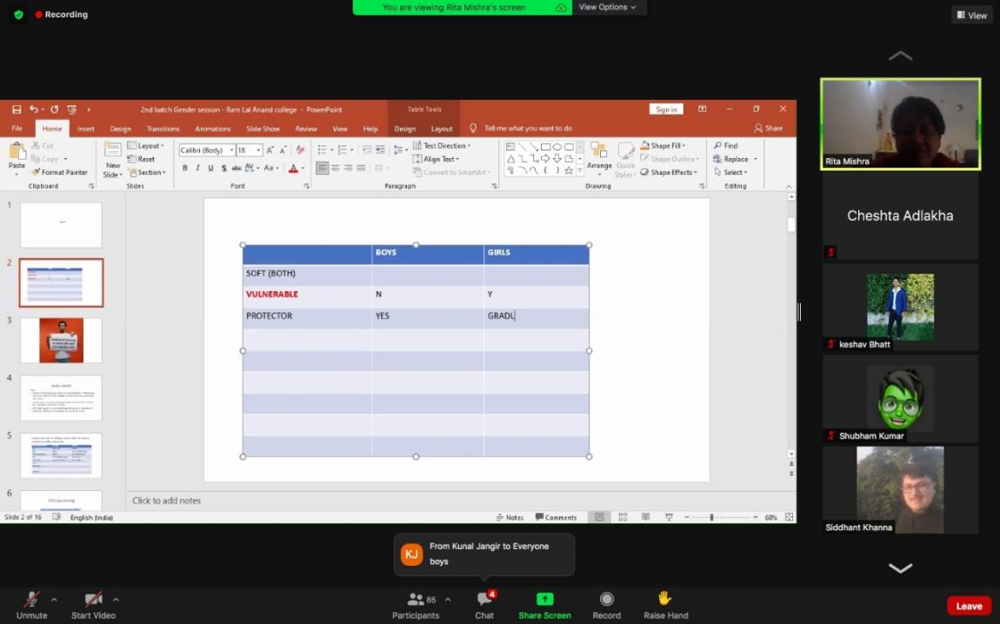 Recording
You are viewing Rita Mishra's screen
View Options
View
2nd batch Gender session - Ram Lal Anand college - PowerPoint
Table Tools
Sign in
File Home Insert Design Transitions Animations Slide Show Review View Help Design Layout Tell me what you want to do Share
Paste
Cut
Copy
Format Painter
Clipboard
New Slide
Layout
Reset
Section
Slides
Calibri (Body) 18
B I U S abc AV Aa A
Font
Text Direction
Align Text
Convert to SmartArt
Paragraph
Arrange
Quick Styles
Shape Fill
Shape Outline
Shape Effects
Drawing
Find
Replace
Select
Editing
1
2
3
4
5
6
BOYS GIRLS
SOFT (BOTH)
VULNERABLE N Y
PROTECTOR YES GRADL
Click to add notes
Slide 2 of 16 English (India) Notes Comments 68%
Rita Mishra
Cheshta Adlakha
keshav Bhatt
Shubham Kumar
Siddhant Khanna
KJ
From Kunal Jangir to Everyone
boys
Unmute
Start Video
85
Participants
4
Chat
Share Screen
Record
Raise Hand
Leave